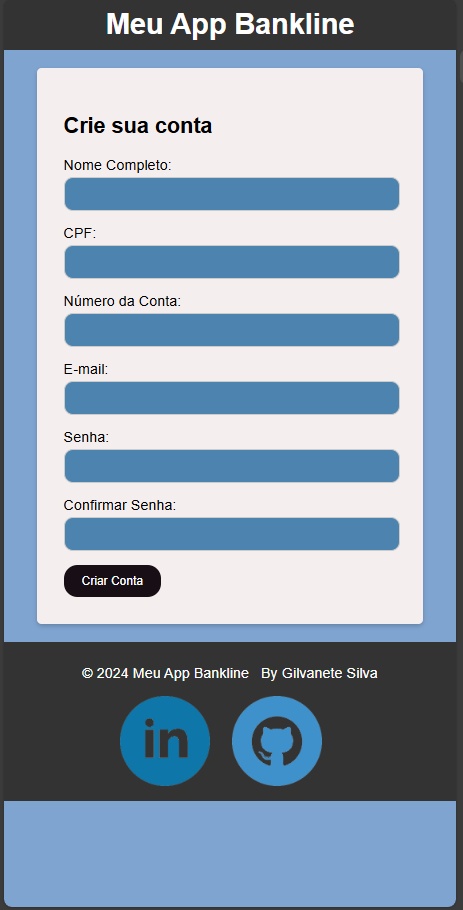 Meu App Bankline
Crie sua conta
Nome Completo:
CPF:
Número da Conta:
E-mail:
Senha:
Confirmar Senha:
Criar Conta
© 2024 Meu App Bankline By Gilvanete Silva
in